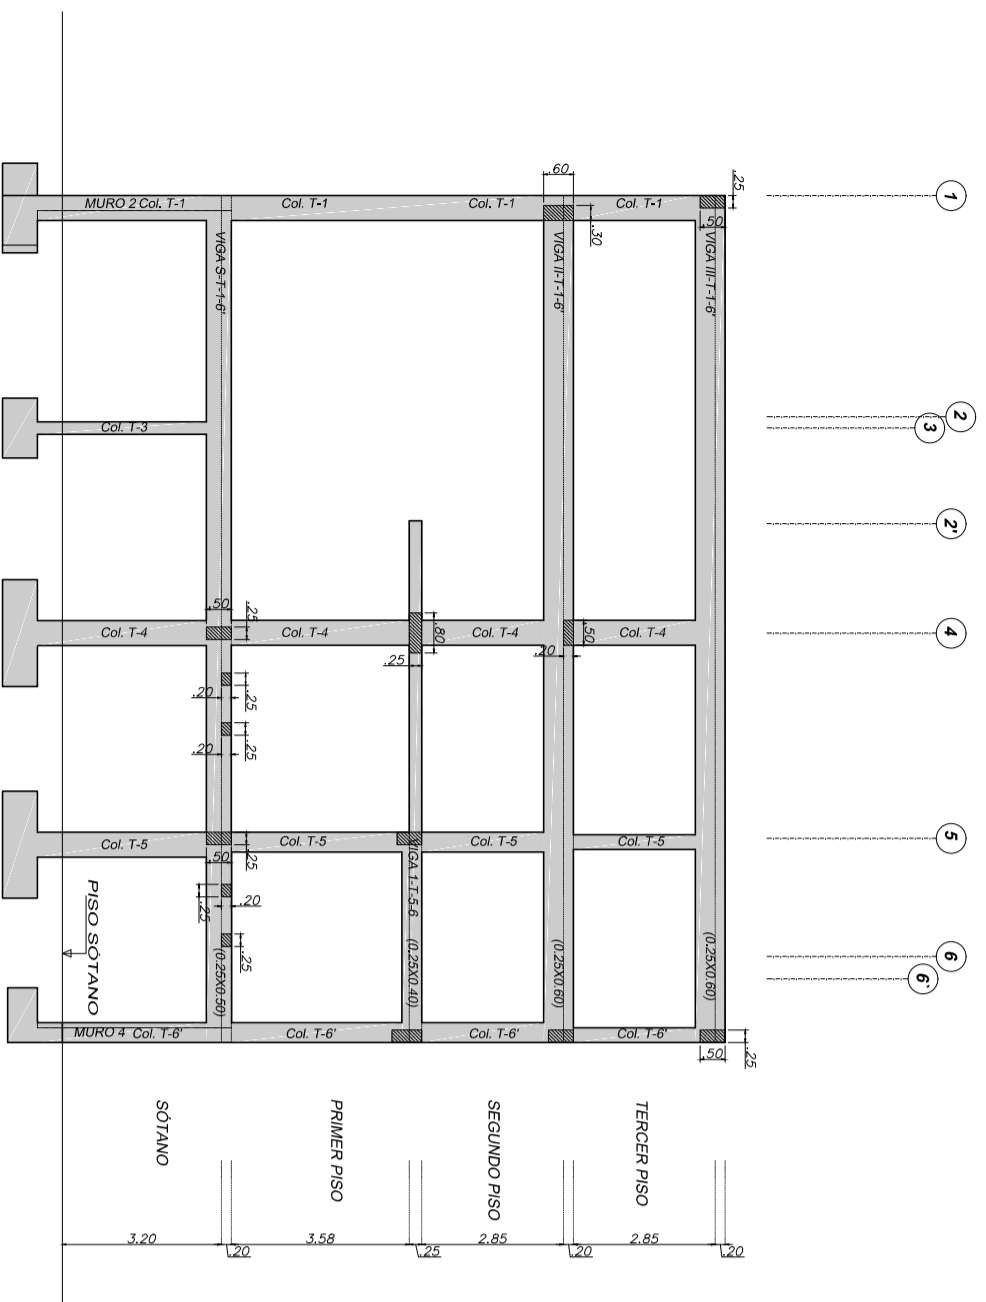 1
2
3
2'
4
5
6
6'
.25
.50
VIGA III-T-1-6'
(0.25X0.60)
.50
.25
Col. T-1
Col. T-4
Col. T-5
Col. T-6'
TERCER PISO
2.85
.20
.60
.30
VIGA II-T-1-6'
.50
.20
(0.25X0.60)
Col. T-1
Col. T-4
Col. T-5
Col. T-6'
SEGUNDO PISO
2.85
.20
.80
.25
VIGA 1-T-5-6
(0.25X0.40)
Col. T-1
Col. T-4
Col. T-5
Col. T-6'
PRIMER PISO
3.58
.25
VIGA S-T-1-6'
.50
.25
.20
.25
.20
.25
.50
.25
.20
.25
.25
(0.25X0.50)
MURO 2 Col. T-1
Col. T-3
Col. T-4
Col. T-5
MURO 4 Col. T-6'
SÓTANO
3.20
.20
PISO SÓTANO